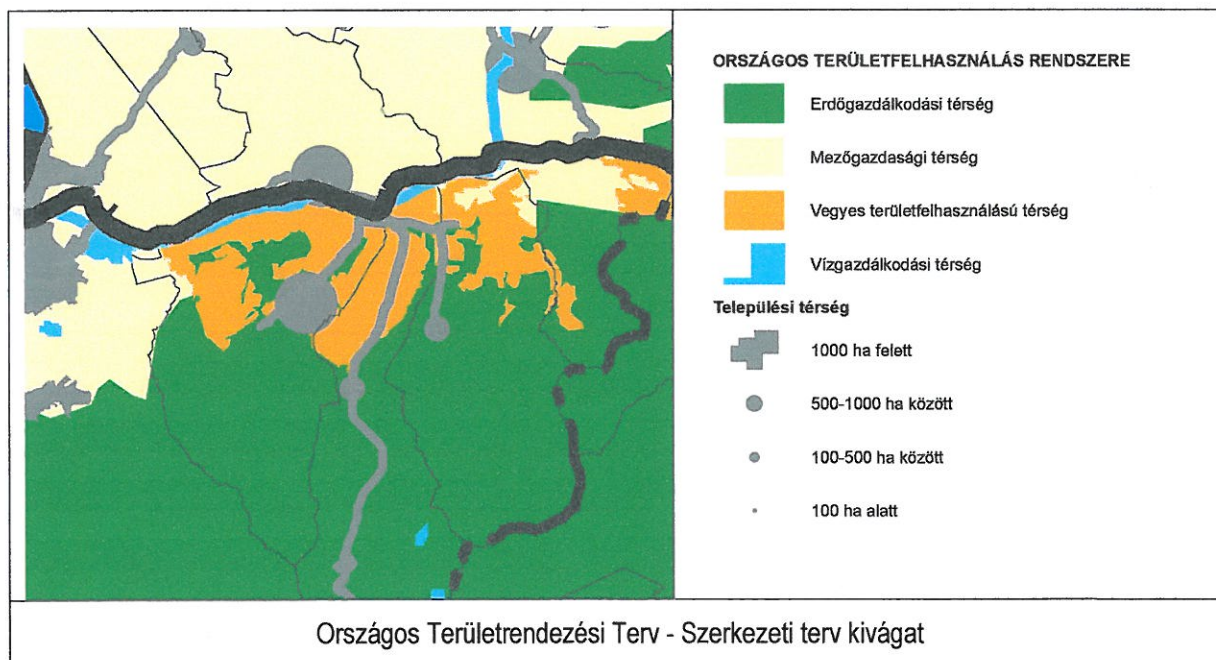 ORSZÁGOS TERÜLETFELHASZNÁLÁS RENDSZERE
Erdőgazdálkodási térség
Mezőgazdasági térség
Vegyes területfelhasználású térség
Vízgazdálkodási térség
Települési térség
1000 ha felett
500-1000 ha között
100-500 ha között
100 ha alatt
Országos Területrendezési Terv - Szerkezeti terv kivágat